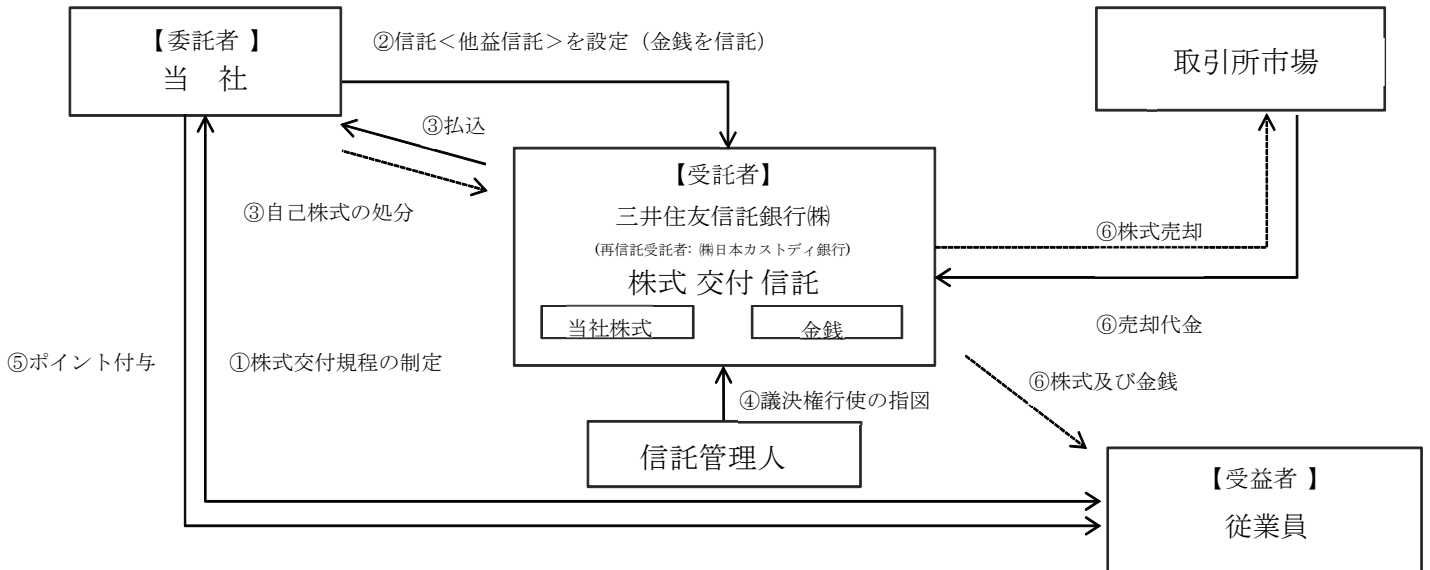 【委託者 】
当　社
②信託＜他益信託＞を設定（金銭を信託）
取引所市場
③払込
③自己株式の処分
【受託者】
三井住友信託銀行㈱
(再信託受託者: ㈱日本カストディ銀行)
株式 交付 信託
当社株式
金銭
⑥株式売却
⑥売却代金
⑤ポイント付与
①株式交付規程の制定
⑥株式及び金銭
④議決権行使の指図
信託管理人
【受益者 】
従業員